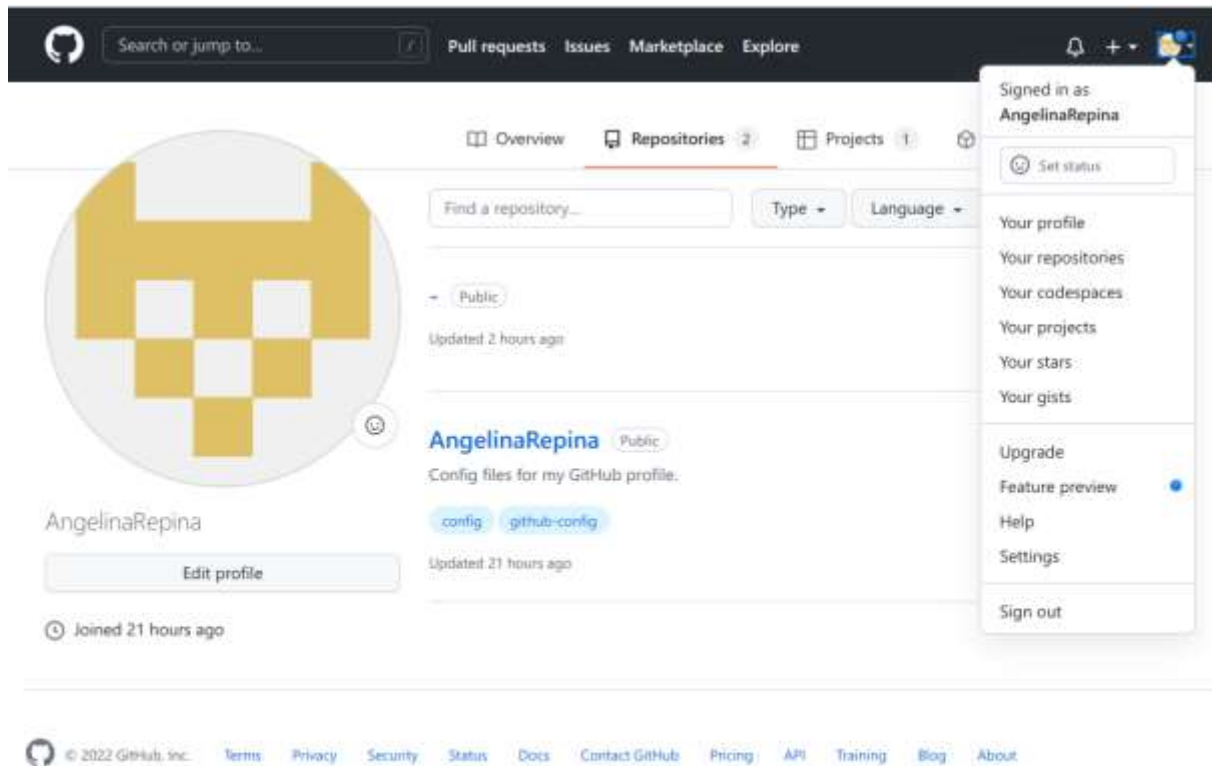 Search or jump to... / Pull requests Issues Marketplace Explore
Signed in as
AngelinaRepina
Overview Repositories 2 Projects 1
Set status
Find a repository... Type Language
Your profile
Your repositories
Your codespaces
Your projects
Your stars
Your gists
- Public
Updated 2 hours ago
AngelinaRepina Public
Config files for my GitHub profile.
config github-config
Updated 21 hours ago
Upgrade
Feature preview
Help
Settings
Sign out
AngelinaRepina
Edit profile
Joined 21 hours ago
© 2022 GitHub, Inc. Terms Privacy Security Status Docs Contact GitHub Pricing API Training Blog About